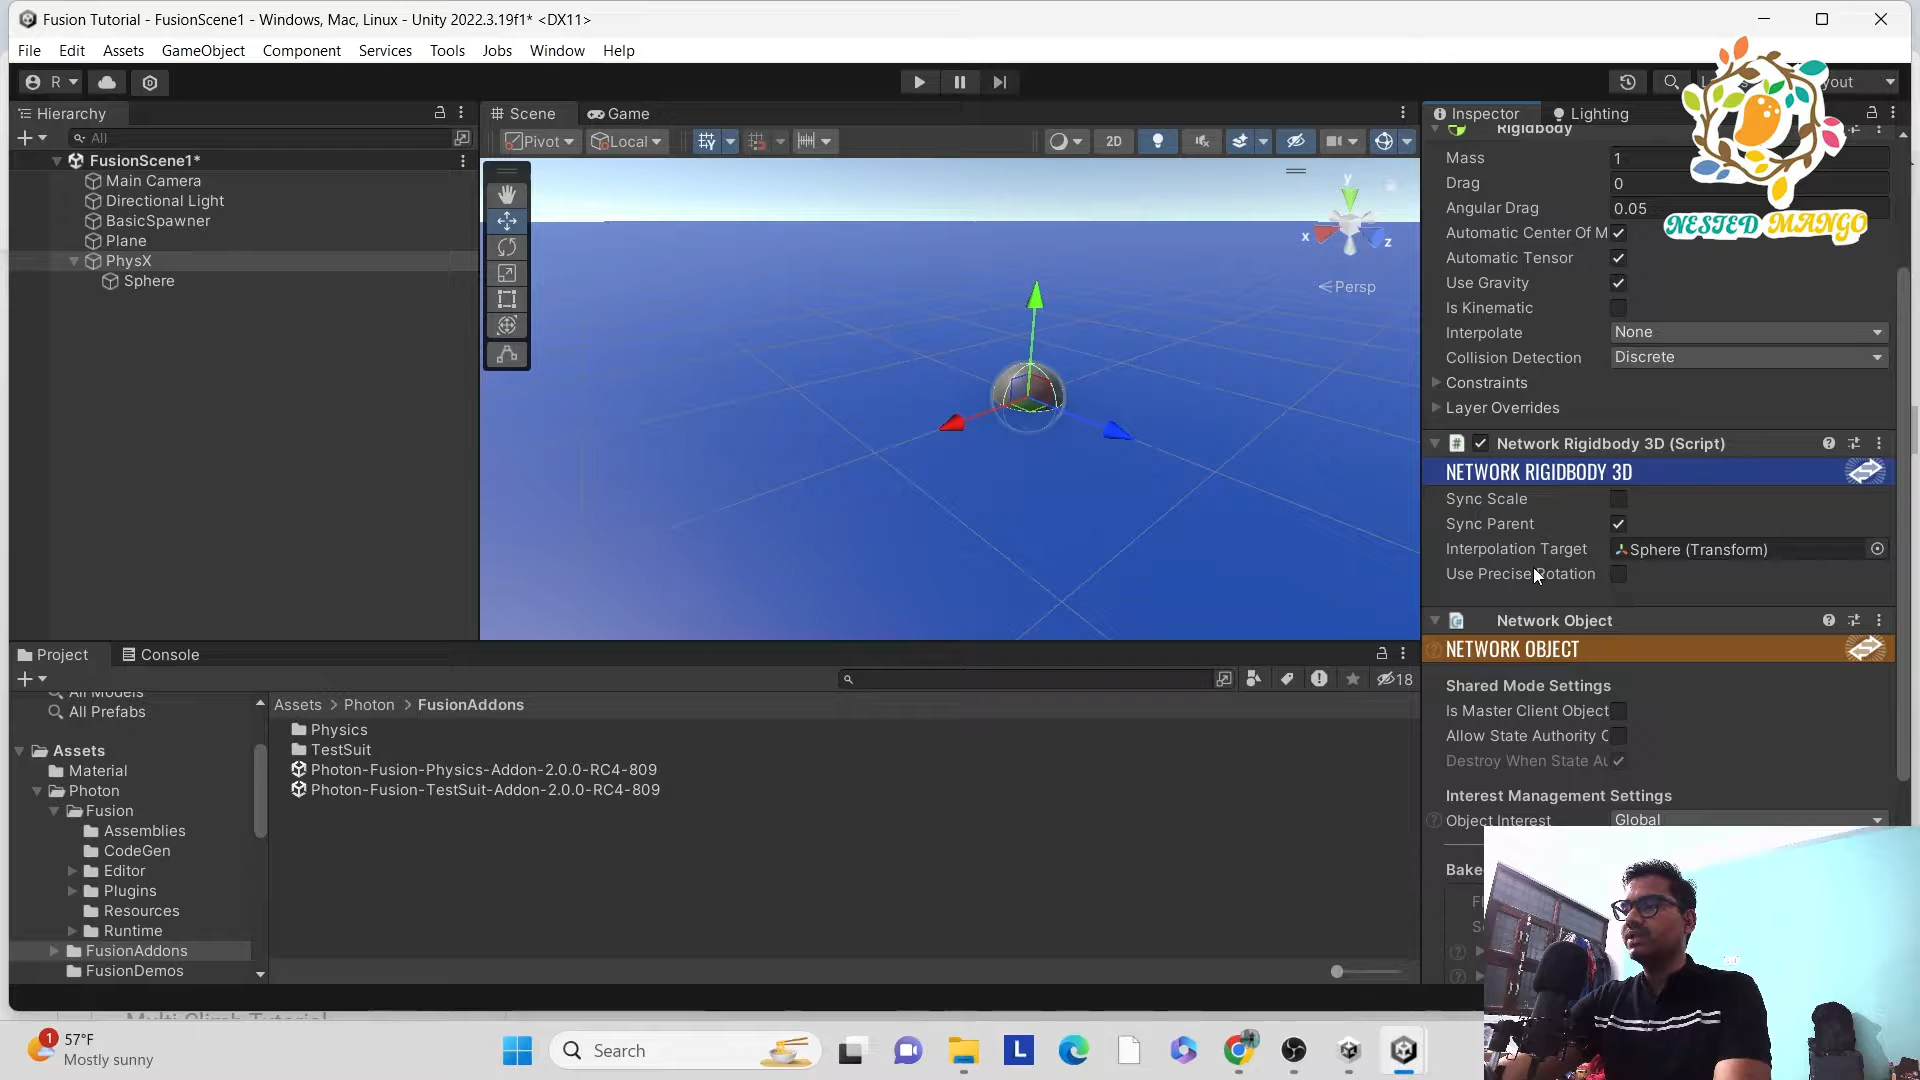 Fusion Tutorial - FusionScene1 - Windows, Mac, Linux - Unity 2022.3.19f1* <DX11>
File Edit Assets GameObject Component Services Tools Jobs Window Help
R
yout
Hierarchy
All
FusionScene1*
Main Camera
Directional Light
BasicSpawner
Plane
PhysX
Sphere
Scene Game
Pivot Local 2D
y
x z
Persp
Inspector Lighting
Rigidbody
Mass 1
Drag 0
Angular Drag 0.05
Automatic Center Of M
Automatic Tensor
Use Gravity
Is Kinematic
Interpolate None
Collision Detection Discrete
Constraints
Layer Overrides
Network Rigidbody 3D (Script)
NETWORK RIGIDBODY 3D
Sync Scale
Sync Parent
Interpolation Target Sphere (Transform)
Use Precise Rotation
Network Object
NETWORK OBJECT
Shared Mode Settings
Is Master Client Object
Allow State Authority
Destroy When State Au
Interest Management Settings
Object Interest Global
Bake
NESTED MANGO
Project Console
18
All Models
All Prefabs
Assets
Material
Photon
Fusion
Assemblies
CodeGen
Editor
Plugins
Resources
Runtime
FusionAddons
FusionDemos
Assets > Photon > FusionAddons
Physics
TestSuit
Photon-Fusion-Physics-Addon-2.0.0-RC4-809
Photon-Fusion-TestSuit-Addon-2.0.0-RC4-809
1
57°F
Mostly sunny
Search
L